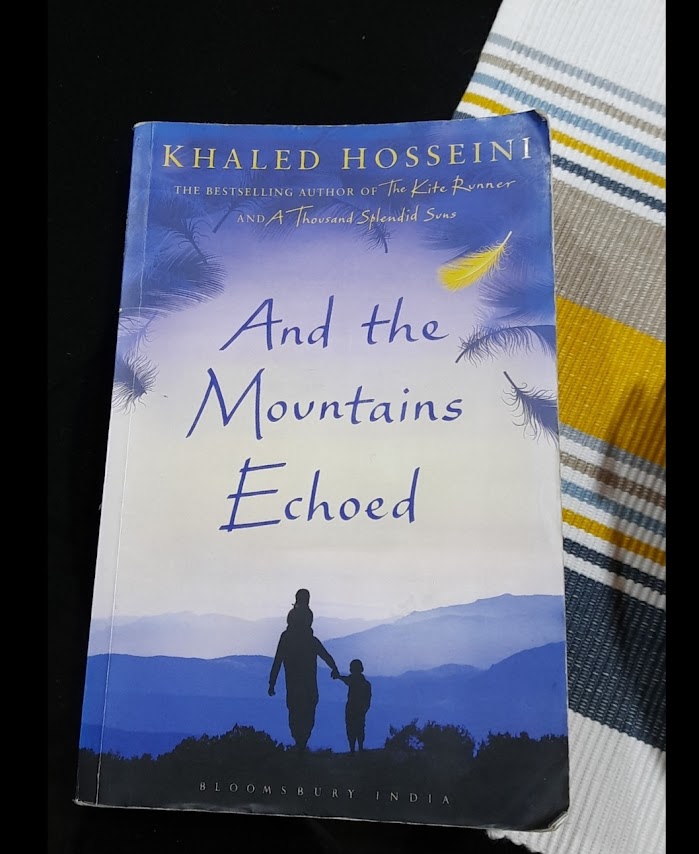 KHALED HOSSEINI
THE BESTSELLING AUTHOR OF The Kite Runner
AND A Thousand Splendid Suns
And the
Mountains
Echoed
BLOOMSBURY INDIA